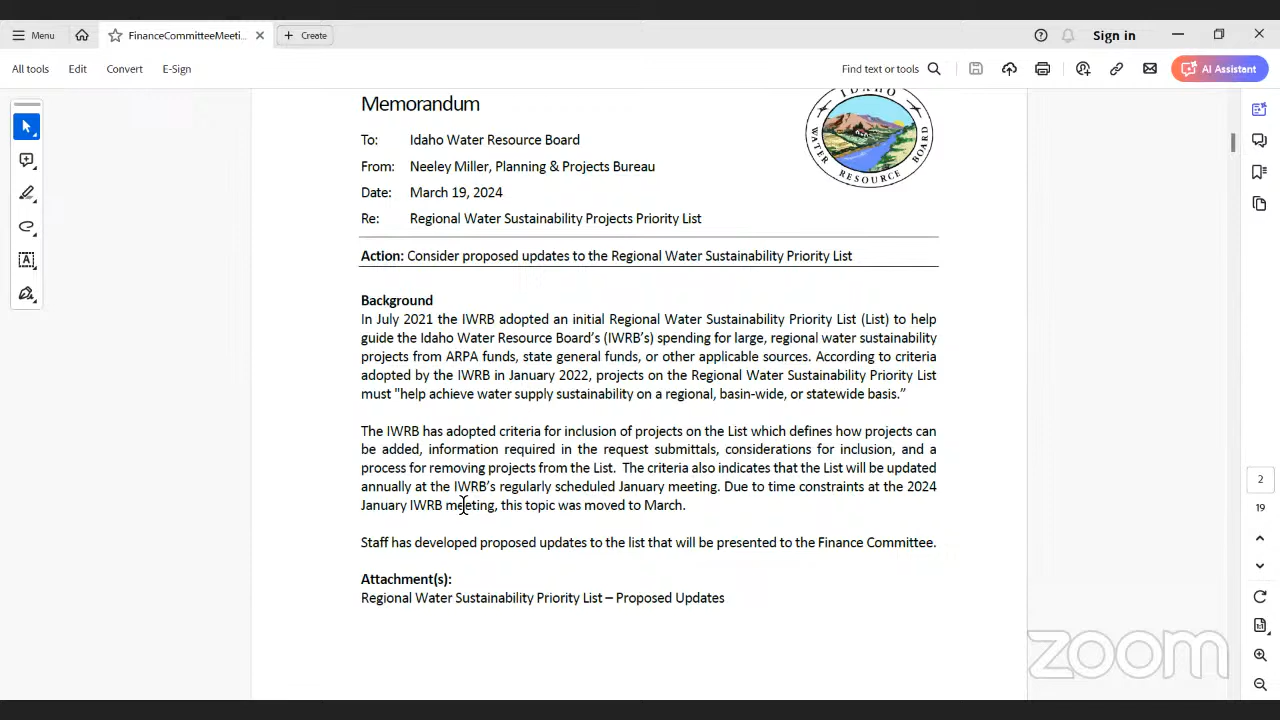 Menu
FinanceCommitteeMeeti...
Create
Sign in
All tools
Edit
Convert
E-Sign
Find text or tools
AI Assistant
Memorandum
IDAHO
WATER RESOURCE BOARD
To: Idaho Water Resource Board
From: Neeley Miller, Planning & Projects Bureau
Date: March 19, 2024
Re: Regional Water Sustainability Projects Priority List
Action: Consider proposed updates to the Regional Water Sustainability Priority List
Background
In July 2021 the IWRB adopted an initial Regional Water Sustainability Priority List (List) to help
guide the Idaho Water Resource Board’s (IWRB’s) spending for large, regional water sustainability
projects from ARPA funds, state general funds, or other applicable sources. According to criteria
adopted by the IWRB in January 2022, projects on the Regional Water Sustainability Priority List
must "help achieve water supply sustainability on a regional, basin-wide, or statewide basis.”
The IWRB has adopted criteria for inclusion of projects on the List which defines how projects can
be added, information required in the request submittals, considerations for inclusion, and a
process for removing projects from the List.  The criteria also indicates that the List will be updated
annually at the IWRB’s regularly scheduled January meeting. Due to time constraints at the 2024
January IWRB meeting, this topic was moved to March.
Staff has developed proposed updates to the list that will be presented to the Finance Committee.
Attachment(s):
Regional Water Sustainability Priority List – Proposed Updates
2
19
zoom